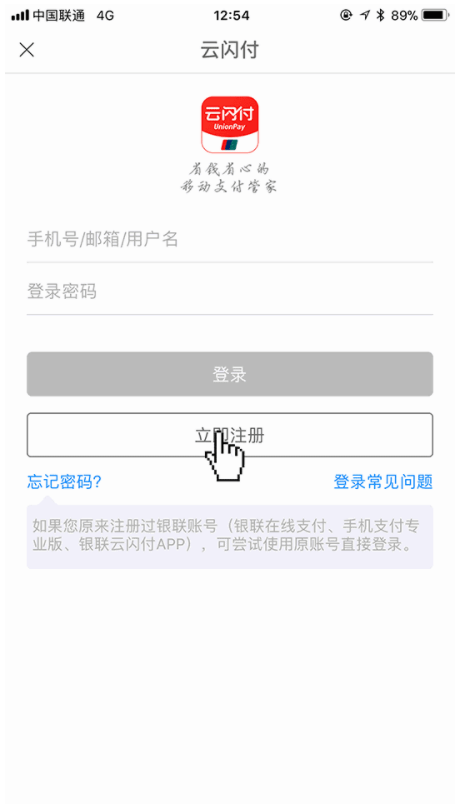 中国联通 4G 12:54 89%
云闪付
云闪付
UnionPay
省钱省心的
移动支付管家
手机号/邮箱/用户名
登录密码
登录
立即注册
忘记密码? 登录常见问题
如果您原来注册过银联账号（银联在线支付、手机支付专
业版、银联云闪付APP），可尝试使用原账号直接登录。